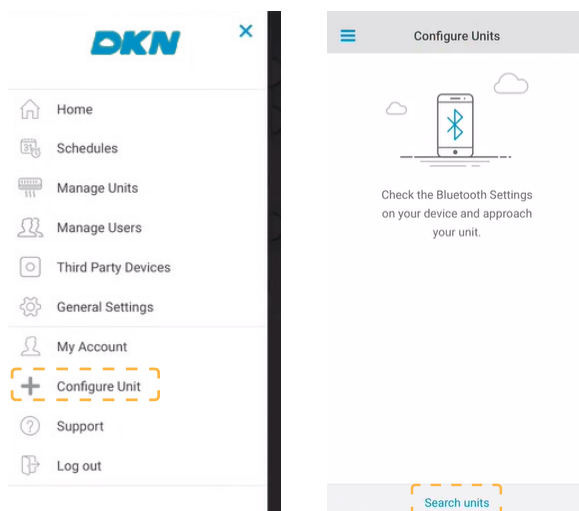 DKN
Home
31
Schedules
Manage Units
Manage Users
Third Party Devices
General Settings
My Account
Configure Unit
Support
Log out
Configure Units
Check the Bluetooth Settings
on your device and approach
your unit.
Search units